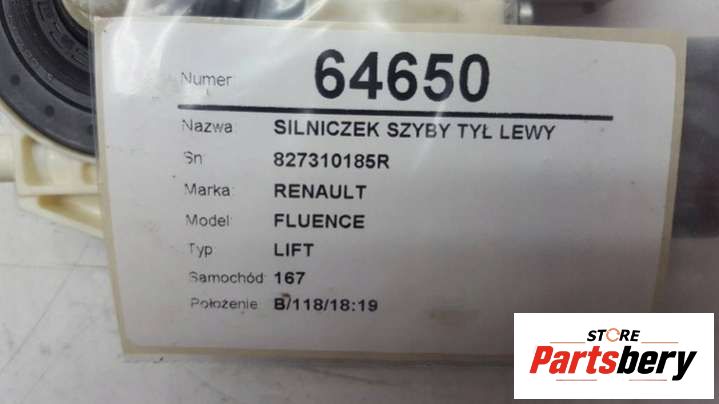 Numer: 64650
Nazwa: SILNICZEK SZYBY TYŁ LEWY
Sn: 827310185R
Marka: RENAULT
Model: FLUENCE
Typ LIFT
Samochód: 167
Położenie B/118/18:19
STORE
Partsbery